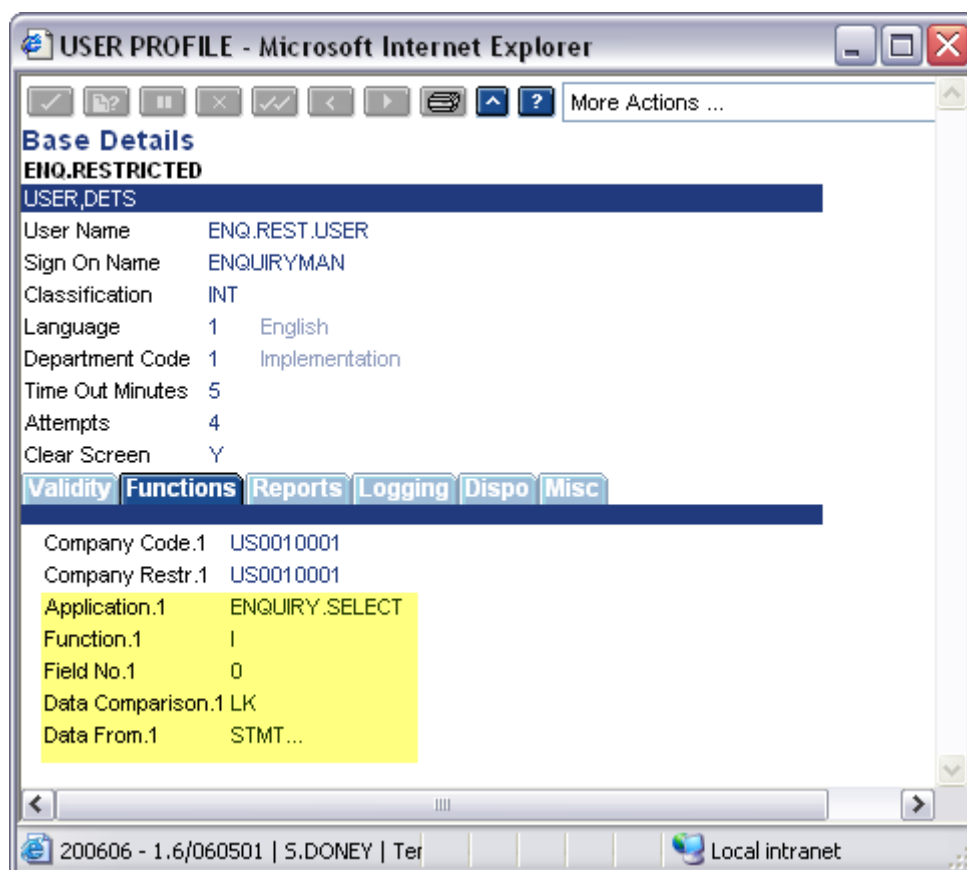 USER PROFILE - Microsoft Internet Explorer
More Actions ...
Base Details
ENQ.RESTRICTED
USER,DETS
User Name ENQ.REST.USER
Sign On Name ENQUIRYMAN
Classification INT
Language 1 English
Department Code 1 Implementation
Time Out Minutes 5
Attempts 4
Clear Screen Y
Validity Functions Reports Logging Dispo Misc
Company Code.1 US0010001
Company Restr.1 US0010001
Application.1 ENQUIRY.SELECT
Function.1 I
Field No.1 0
Data Comparison.1 LK
Data From.1 STMT...
200606 - 1.6/060501 | S.DONEY | Ter Local intranet